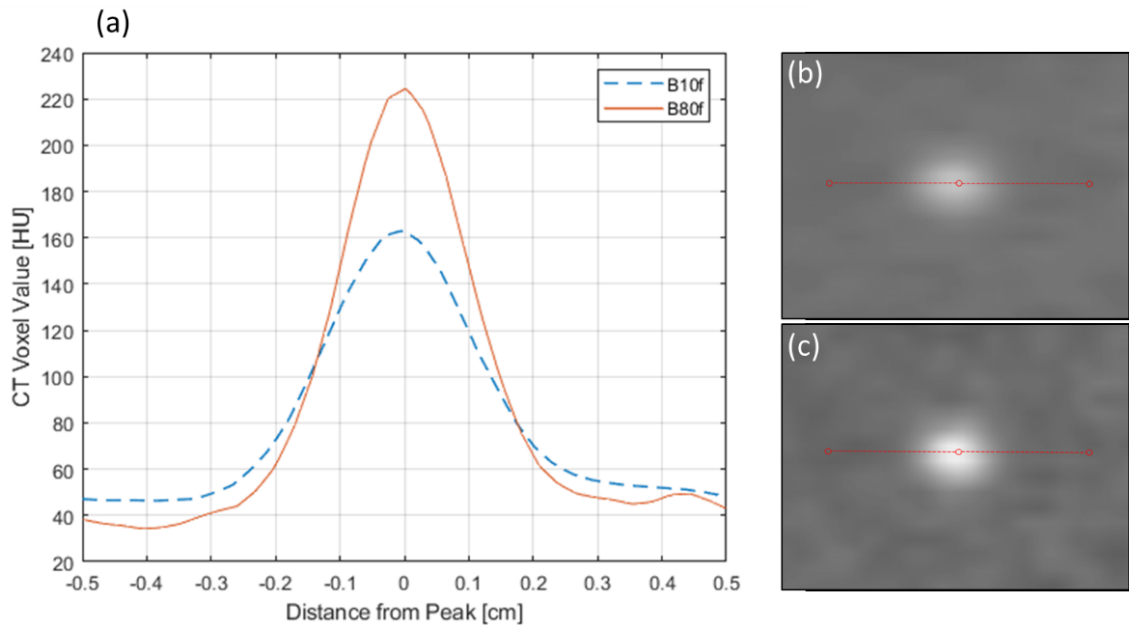 (a)
240
220
200
180
160
140
120
100
80
60
40
20
CT Voxel Value [HU]
B10f
B80f
-0.5 -0.4 -0.3 -0.2 -0.1 0 0.1 0.2 0.3 0.4 0.5
Distance from Peak [cm]
(b)
(c)